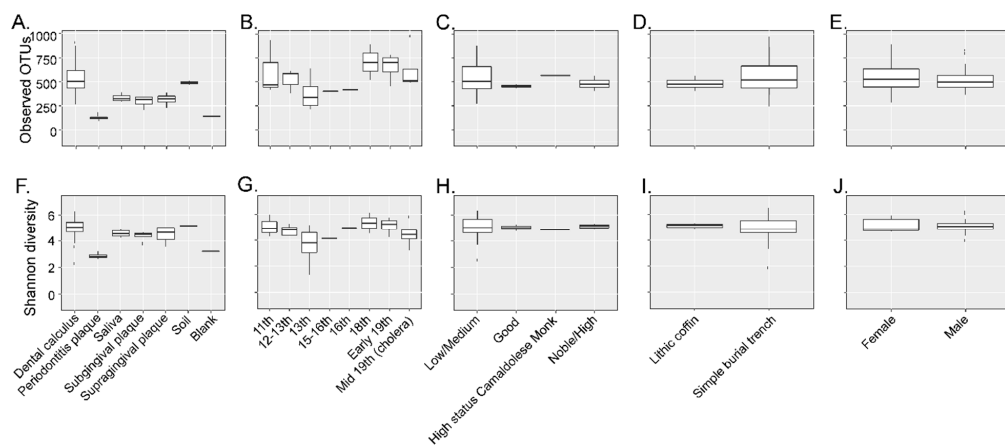 A. B. C. D. E.
Observed OTUs
1000
750
500
250
0
F. G. H. I. J.
Shannon diversity
6
4
2
0
Dental calculus
Periodontitis plaque
Saliva
Subgingival plaque
Supragingival plaque
Soil
Blank
11th
12-13th
13th
15-16th
16th
18th
Early 19th
Mid 19th (cholera)
Low/Medium
Good
High status Camaldolese Monk
Noble/High
Lithic coffin
Simple burial trench
Female
Male